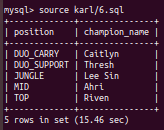 mysql> source karl/6.sql
+-------------+---------------+
| position | champion_name |
+-------------+---------------+
| DUO_CARRY | Caitlyn |
| DUO_SUPPORT | Thresh |
| JUNGLE | Lee Sin |
| MID | Ahri |
| TOP | Riven |
+-------------+---------------+
5 rows in set (15.46 sec)